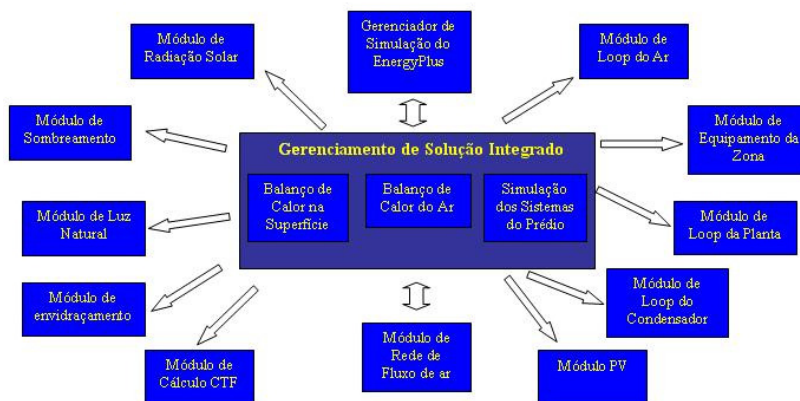 Módulo de
Radiação Solar
Gerenciador de
Simulação do
EnergyPlus
Módulo de
Loop do Ar
Módulo de
Sombreamento
Módulo de
Equipamento da
Zona
Gerenciamento de Solução Integrado
Balanço de
Calor na
Superfície
Balanço de
Calor do Ar
Simulação
dos Sistemas
do Prédio
Módulo de Luz
Natural
Módulo de
Loop da Planta
Módulo de
envidraçamento
Módulo de
Loop do
Condensador
Módulo de
Cálculo CTF
Módulo de
Rede de
Fluxo de ar
Módulo PV